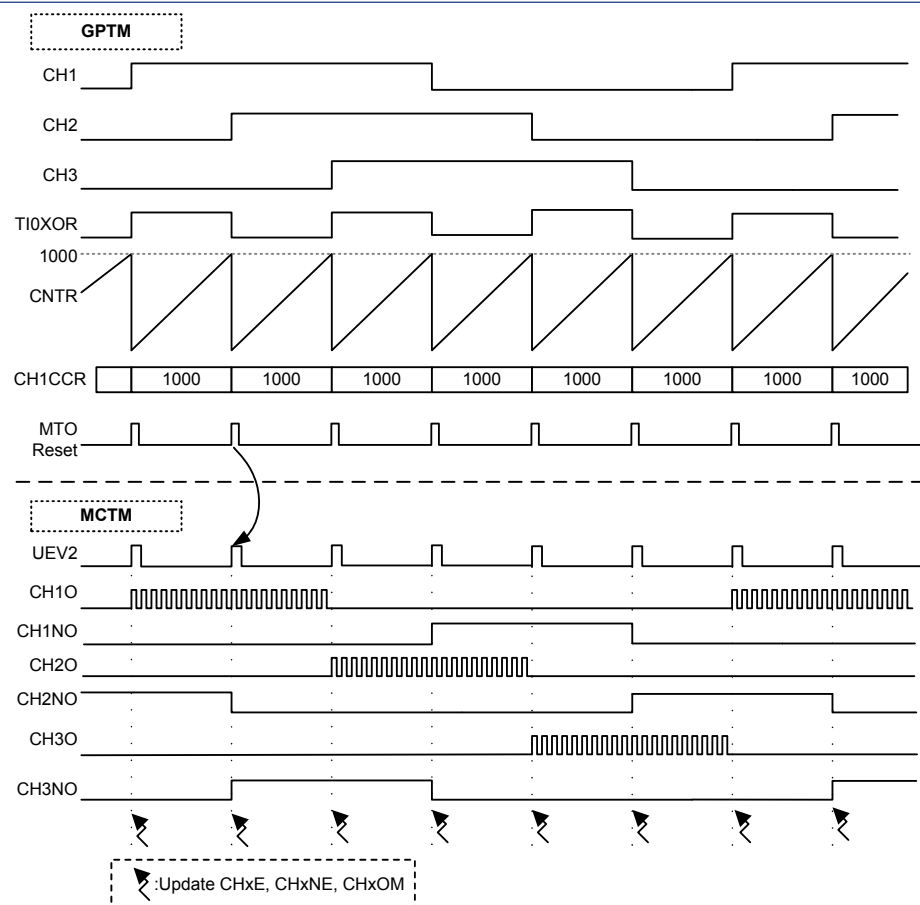 GPTM
CH1
CH2
CH3
TI0XOR
1000
CNTR
CH1CCR 1000 1000 1000 1000 1000 1000 1000 1000
MTO
Reset
MCTM
UEV2
CH1O
CH1NO
CH2O
CH2NO
CH3O
CH3NO
:Update CHxE, CHxNE, CHxOM